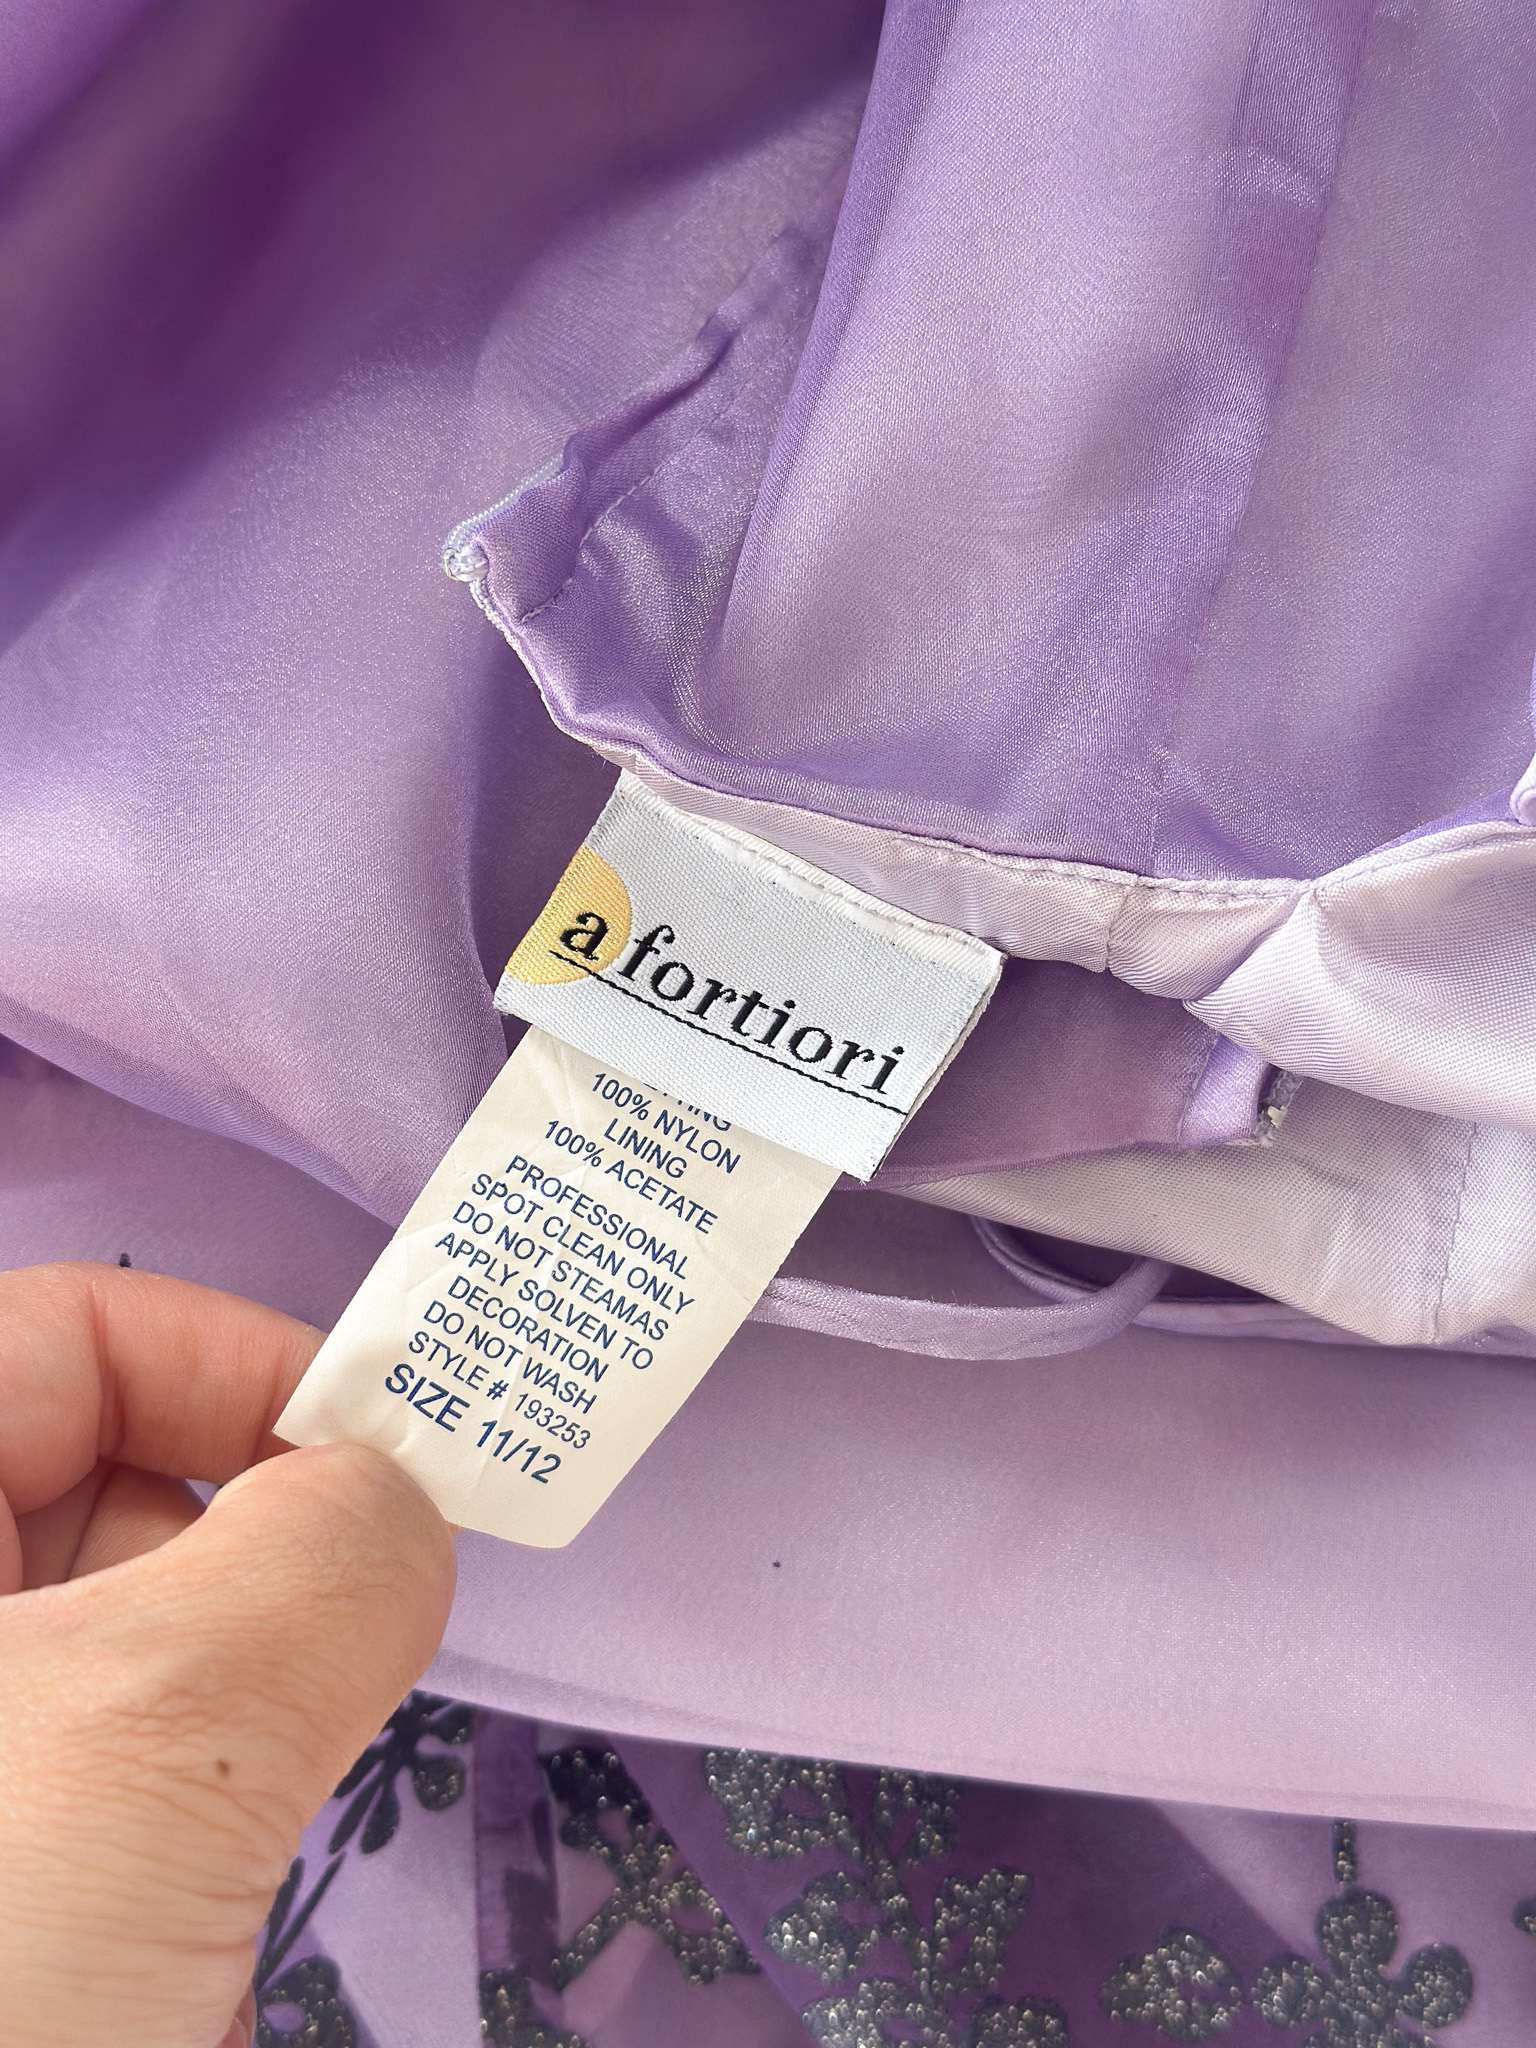 a fortiori
100% NYLON
LINING
100% ACETATE
PROFESSIONAL
SPOT CLEAN ONLY
DO NOT STEAMAS
APPLY SOLVEN TO
DECORATION
DO NOT WASH
STYLE # 193253
SIZE 11/12